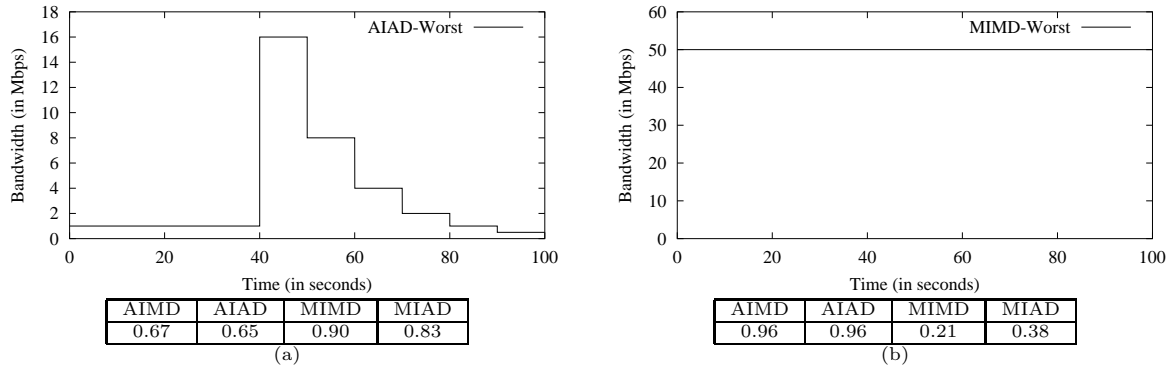 18
16
14
12
10
8
6
4
2
0
Bandwidth (in Mbps)
AIAD-Worst
0 20 40 60 80 100
Time (in seconds)
AIMD AIAD MIMD MIAD
0.67 0.65 0.90 0.83
(a)
60
50
40
30
20
10
0
Bandwidth (in Mbps)
MIMD-Worst
0 20 40 60 80 100
Time (in seconds)
AIMD AIAD MIMD MIAD
0.96 0.96 0.21 0.38
(b)